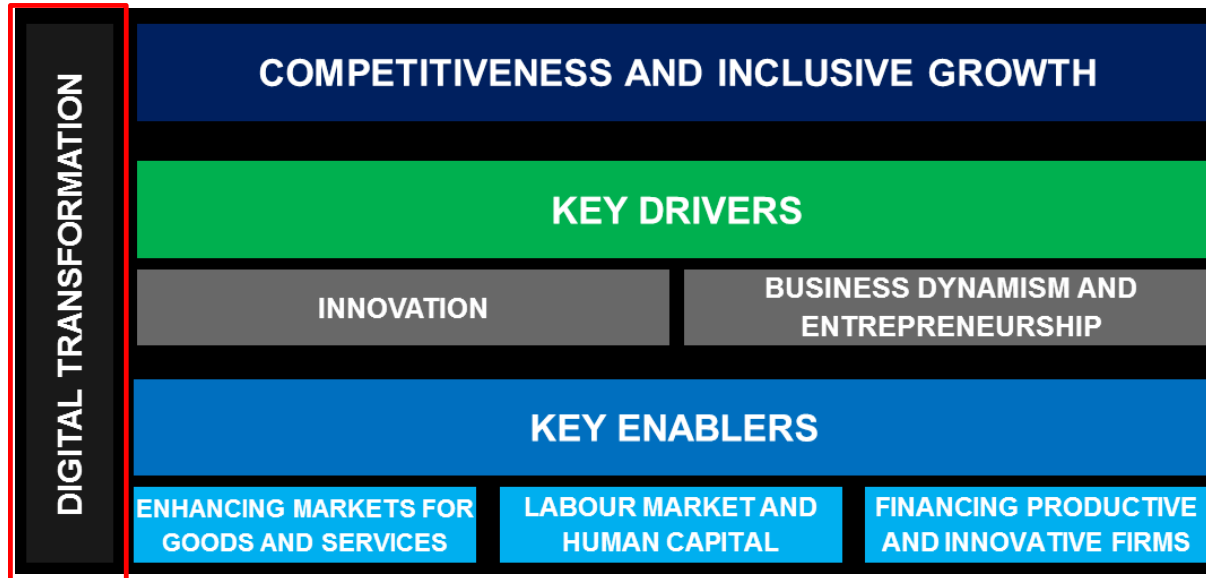 DIGITAL TRANSFORMATION
COMPETITIVENESS AND INCLUSIVE GROWTH
KEY DRIVERS
INNOVATION
BUSINESS DYNAMISM AND
ENTREPRENEURSHIP
KEY ENABLERS
ENHANCING MARKETS FOR
GOODS AND SERVICES
LABOUR MARKET AND
HUMAN CAPITAL
FINANCING PRODUCTIVE
AND INNOVATIVE FIRMS